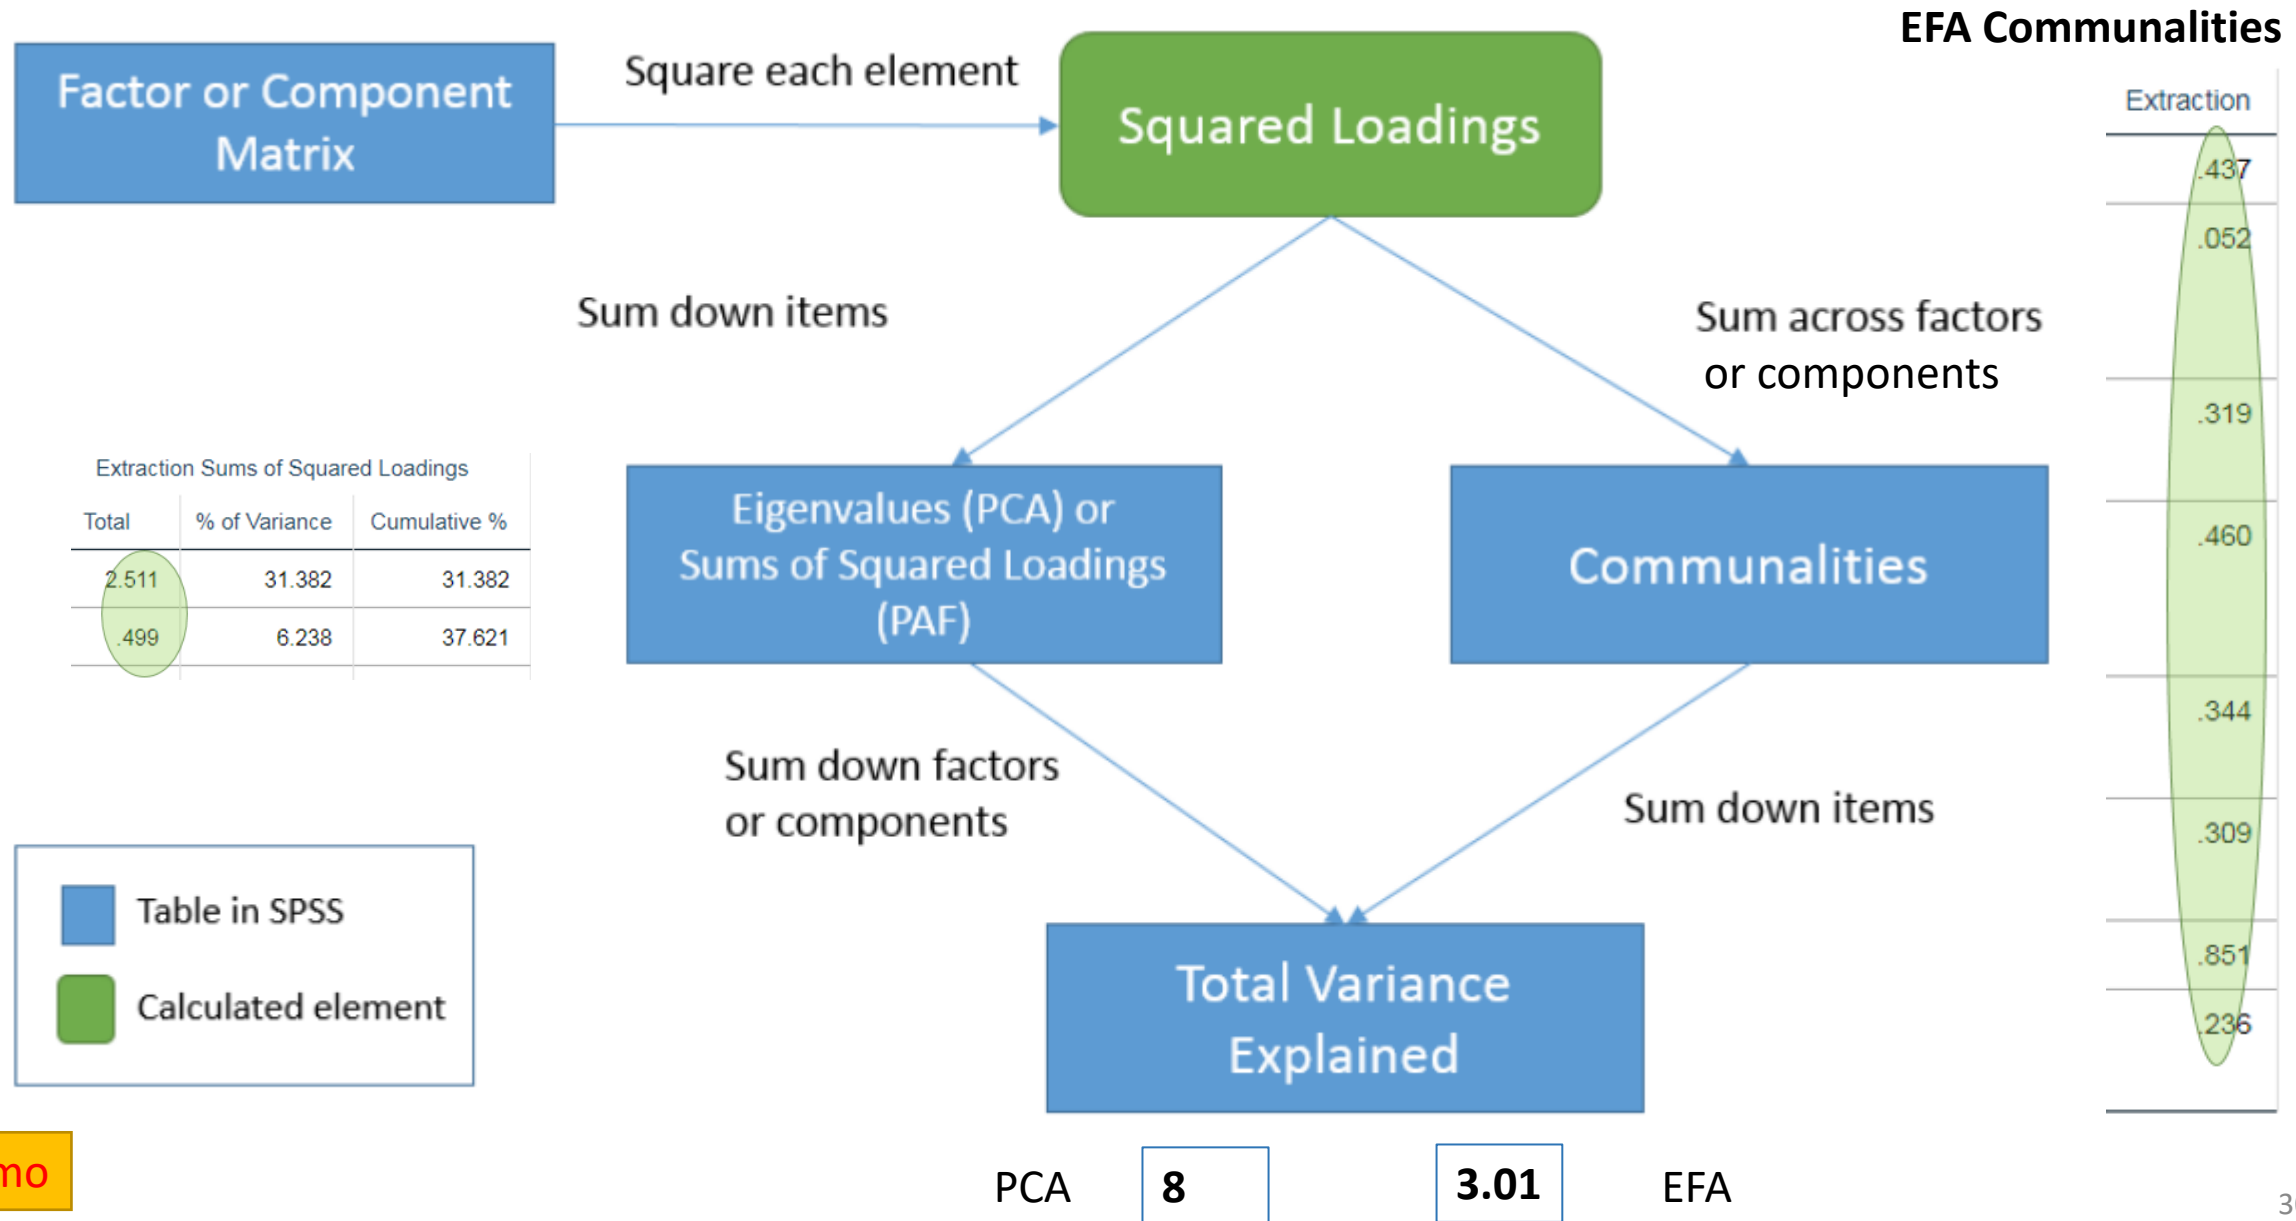 EFA Communalities
Factor or Component
Matrix
Square each element
Squared Loadings
Extraction
.437
.052
.319
.460
.344
.309
.851
.236
Sum down items
Sum across factors
or components
Extraction Sums of Squared Loadings
Total % of Variance Cumulative %
2.511 31.382 31.382
.499 6.238 37.621
Eigenvalues (PCA) or
Sums of Squared Loadings
(PAF)
Communalities
Sum down factors
or components
Sum down items
Table in SPSS
Calculated element
Total Variance
Explained
mo
PCA 8 3.01 EFA